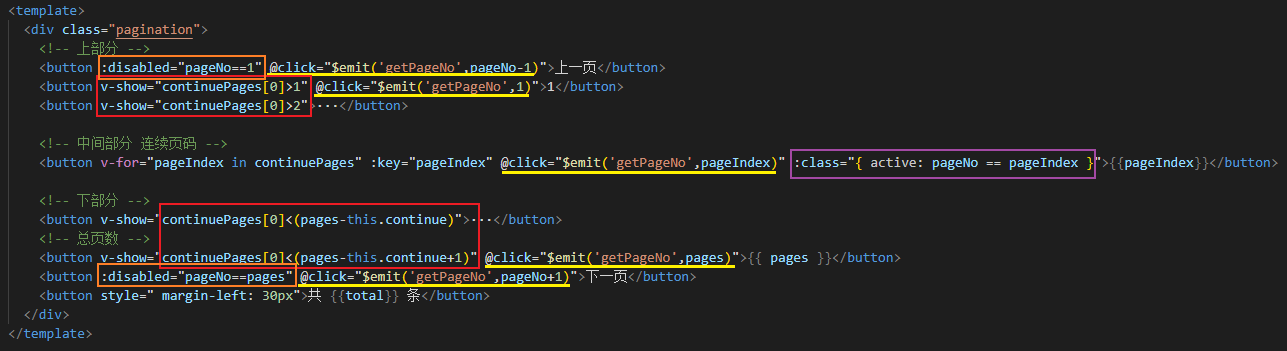 <template>
<div class="pagination">
<!-- 上部分 -->
<button :disabled="pageNo==1" @click="$emit('getPageNo',pageNo-1)">上一页</button>
<button v-show="continuePages[0]>1" @click="$emit('getPageNo',1)">1</button>
<button v-show="continuePages[0]>2">···</button>
<!-- 中间部分 连续页码 -->
<button v-for="pageIndex in continuePages" :key="pageIndex" @click="$emit('getPageNo',pageIndex)" :class="{ active: pageNo == pageIndex }">{{pageIndex}}</button>
<!-- 下部分 -->
<button v-show="continuePages[0]<(pages-this.continue)">···</button>
<!-- 总页数 -->
<button v-show="continuePages[0]<(pages-this.continue+1)" @click="$emit('getPageNo',pages)">{{ pages }}</button>
<button :disabled="pageNo==pages" @click="$emit('getPageNo',pageNo+1)">下一页</button>
<button style=" margin-left: 30px">共 {{total}} 条</button>
</div>
</template>